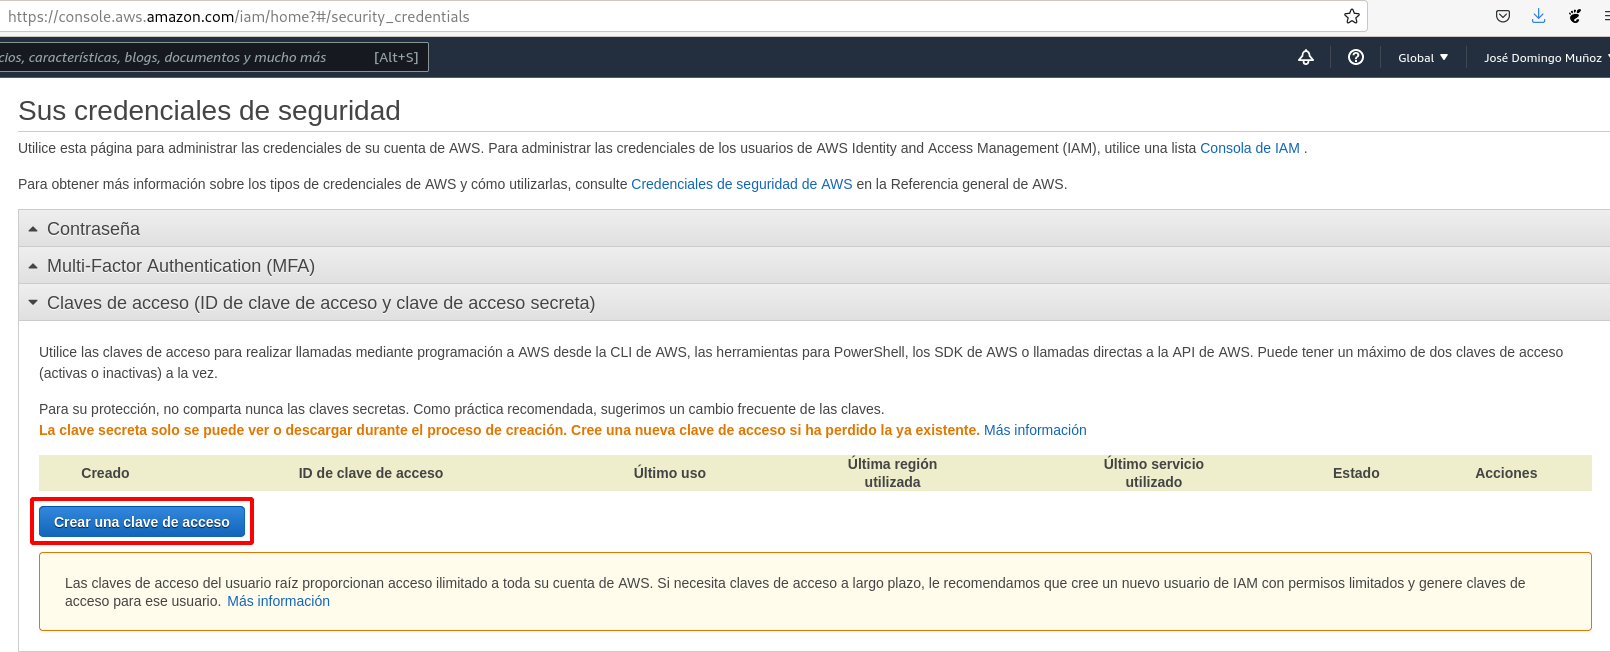 https://console.aws.amazon.com/iam/home?#/security_credentials
cios, características, blogs, documentos y mucho más [Alt+S]
Global José Domingo Muñoz
Sus credenciales de seguridad
Utilice esta página para administrar las credenciales de su cuenta de AWS. Para administrar las credenciales de los usuarios de AWS Identity and Access Management (IAM), utilice una lista Consola de IAM .
Para obtener más información sobre los tipos de credenciales de AWS y cómo utilizarlas, consulte Credenciales de seguridad de AWS en la Referencia general de AWS.
Contraseña
Multi-Factor Authentication (MFA)
Claves de acceso (ID de clave de acceso y clave de acceso secreta)
Utilice las claves de acceso para realizar llamadas mediante programación a AWS desde la CLI de AWS, las herramientas para PowerShell, los SDK de AWS o llamadas directas a la API de AWS. Puede tener un máximo de dos claves de acceso
(activas o inactivas) a la vez.
Para su protección, no comparta nunca las claves secretas. Como práctica recomendada, sugerimos un cambio frecuente de las claves.
La clave secreta solo se puede ver o descargar durante el proceso de creación. Cree una nueva clave de acceso si ha perdido la ya existente. Más información
Creado ID de clave de acceso Último uso Última región utilizada Último servicio utilizado Estado Acciones
Crear una clave de acceso
Las claves de acceso del usuario raíz proporcionan acceso ilimitado a toda su cuenta de AWS. Si necesita claves de acceso a largo plazo, le recomendamos que cree un nuevo usuario de IAM con permisos limitados y genere claves de
acceso para ese usuario. Más información